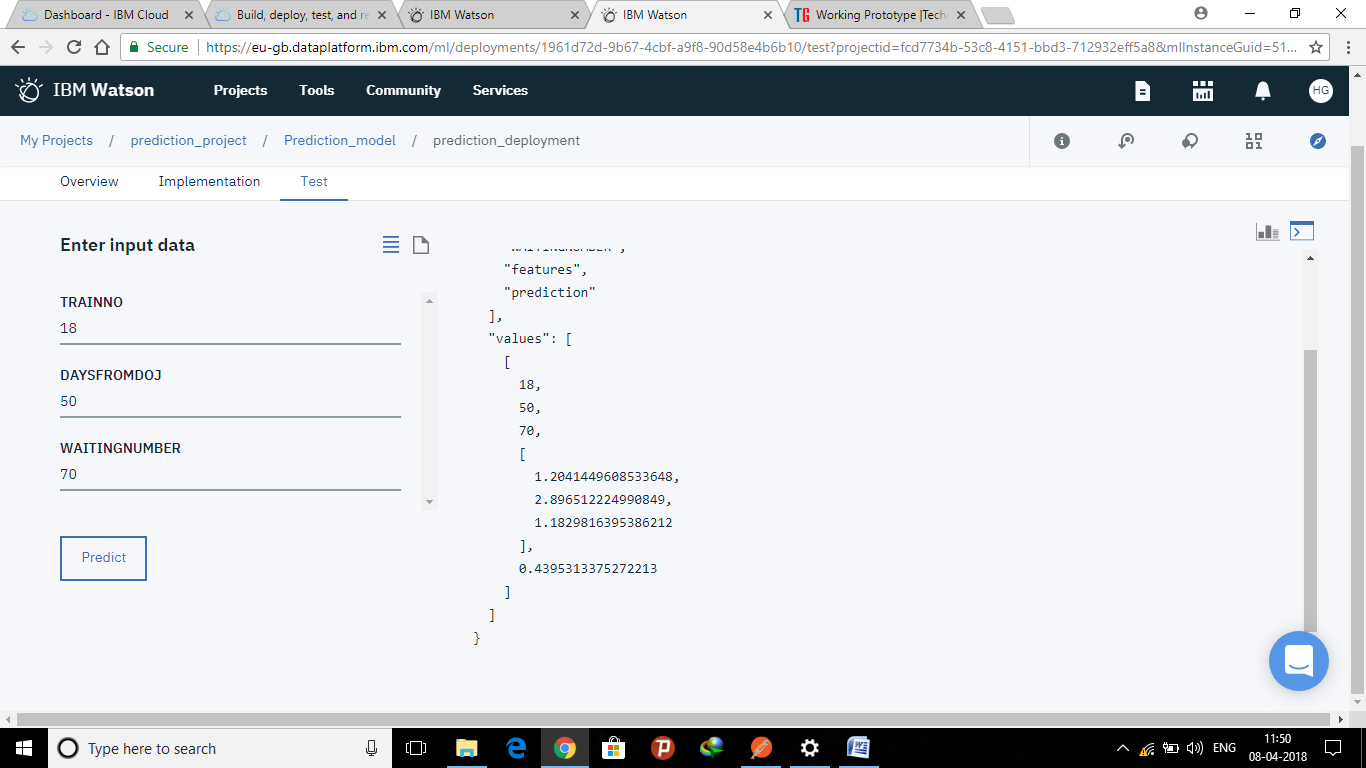 Dashboard - IBM Cloud
Build, deploy, test, and re
IBM Watson
IBM Watson
Working Prototype |Tech
Secure
https://eu-gb.dataplatform.ibm.com/ml/deployments/1961d72d-9b67-4cbf-a9f8-90d58e4b6b10/test?projectid=fcd7734b-53c8-4151-bbd3-712932eff5a8&mlInstanceGuid=51...
IBM Watson
Projects
Tools
Community
Services
HG
My Projects / prediction_project / Prediction_model / prediction_deployment
Overview
Implementation
Test
Enter input data
TRAINNO
18
DAYSFROMDOJ
50
WAITINGNUMBER
70
Predict
"WAITINGNUMBER",
"features",
"prediction"
],
"values": [
[
18,
50,
70,
[
1.2041449608533648,
2.896512224990849,
1.1829816395386212
],
0.4395313375272213
]
]
}
Type here to search
ENG
11:50
08-04-2018